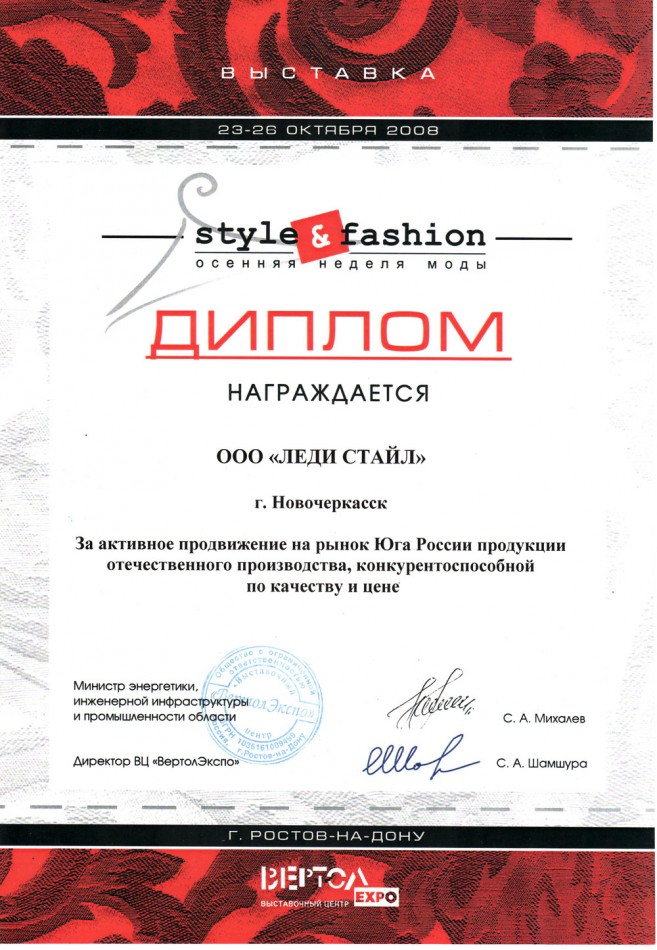 ВЫСТАВКА
23-26 ОКТЯБРЯ 2008
style & fashion
осенняя неделя моды
ДИПЛОМ
НАГРАЖДАЕТСЯ
ООО «ЛЕДИ СТАЙЛ»
г. Новочеркасск
За активное продвижение на рынок Юга России продукции
отечественного производства, конкурентоспособной
по качеству и цене
Министр энергетики,
инженерной инфраструктуры
и промышленности области
С. А. Михалев
Директор ВЦ «ВертолЭкспо»
С. А. Шамшура
Общество с ограниченной
ответственностью
Выставочный
«ВертолЭкспо»
центр
г.Ростов-на-Дону
Г. РОСТОВ-НА-ДОНУ
ВЕРТОЛ
ВЫСТАВОЧНЫЙ ЦЕНТР EXPO